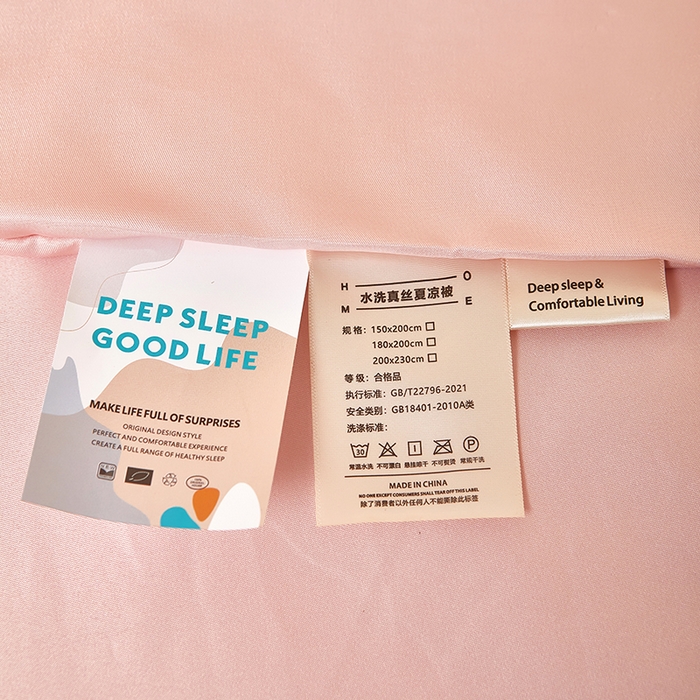 DEEP SLEEP
GOOD LIFE
MAKE LIFE FULL OF SURPRISES
ORIGINAL DESIGN STYLE
PERFECT AND COMFORTABLE EXPERIENCE
CREATE A FULL RANGE OF HEALTHY SLEEP
H O
水洗真丝夏凉被
M E
规格：150x200cm
180x200cm
200x230cm
等级：合格品
执行标准：GB/T22796-2021
安全类别：GB18401-2010A类
洗涤标准：
30 P
常温水洗 不可漂白 悬挂晾干 不可熨烫 常规干洗
MADE IN CHINA
NO ONE EXCEPT CONSUMERS SHALL TEAR OFF THIS LABEL
除了消费者以外任何人不能撕除此标签
Deep sleep &
Comfortable Living